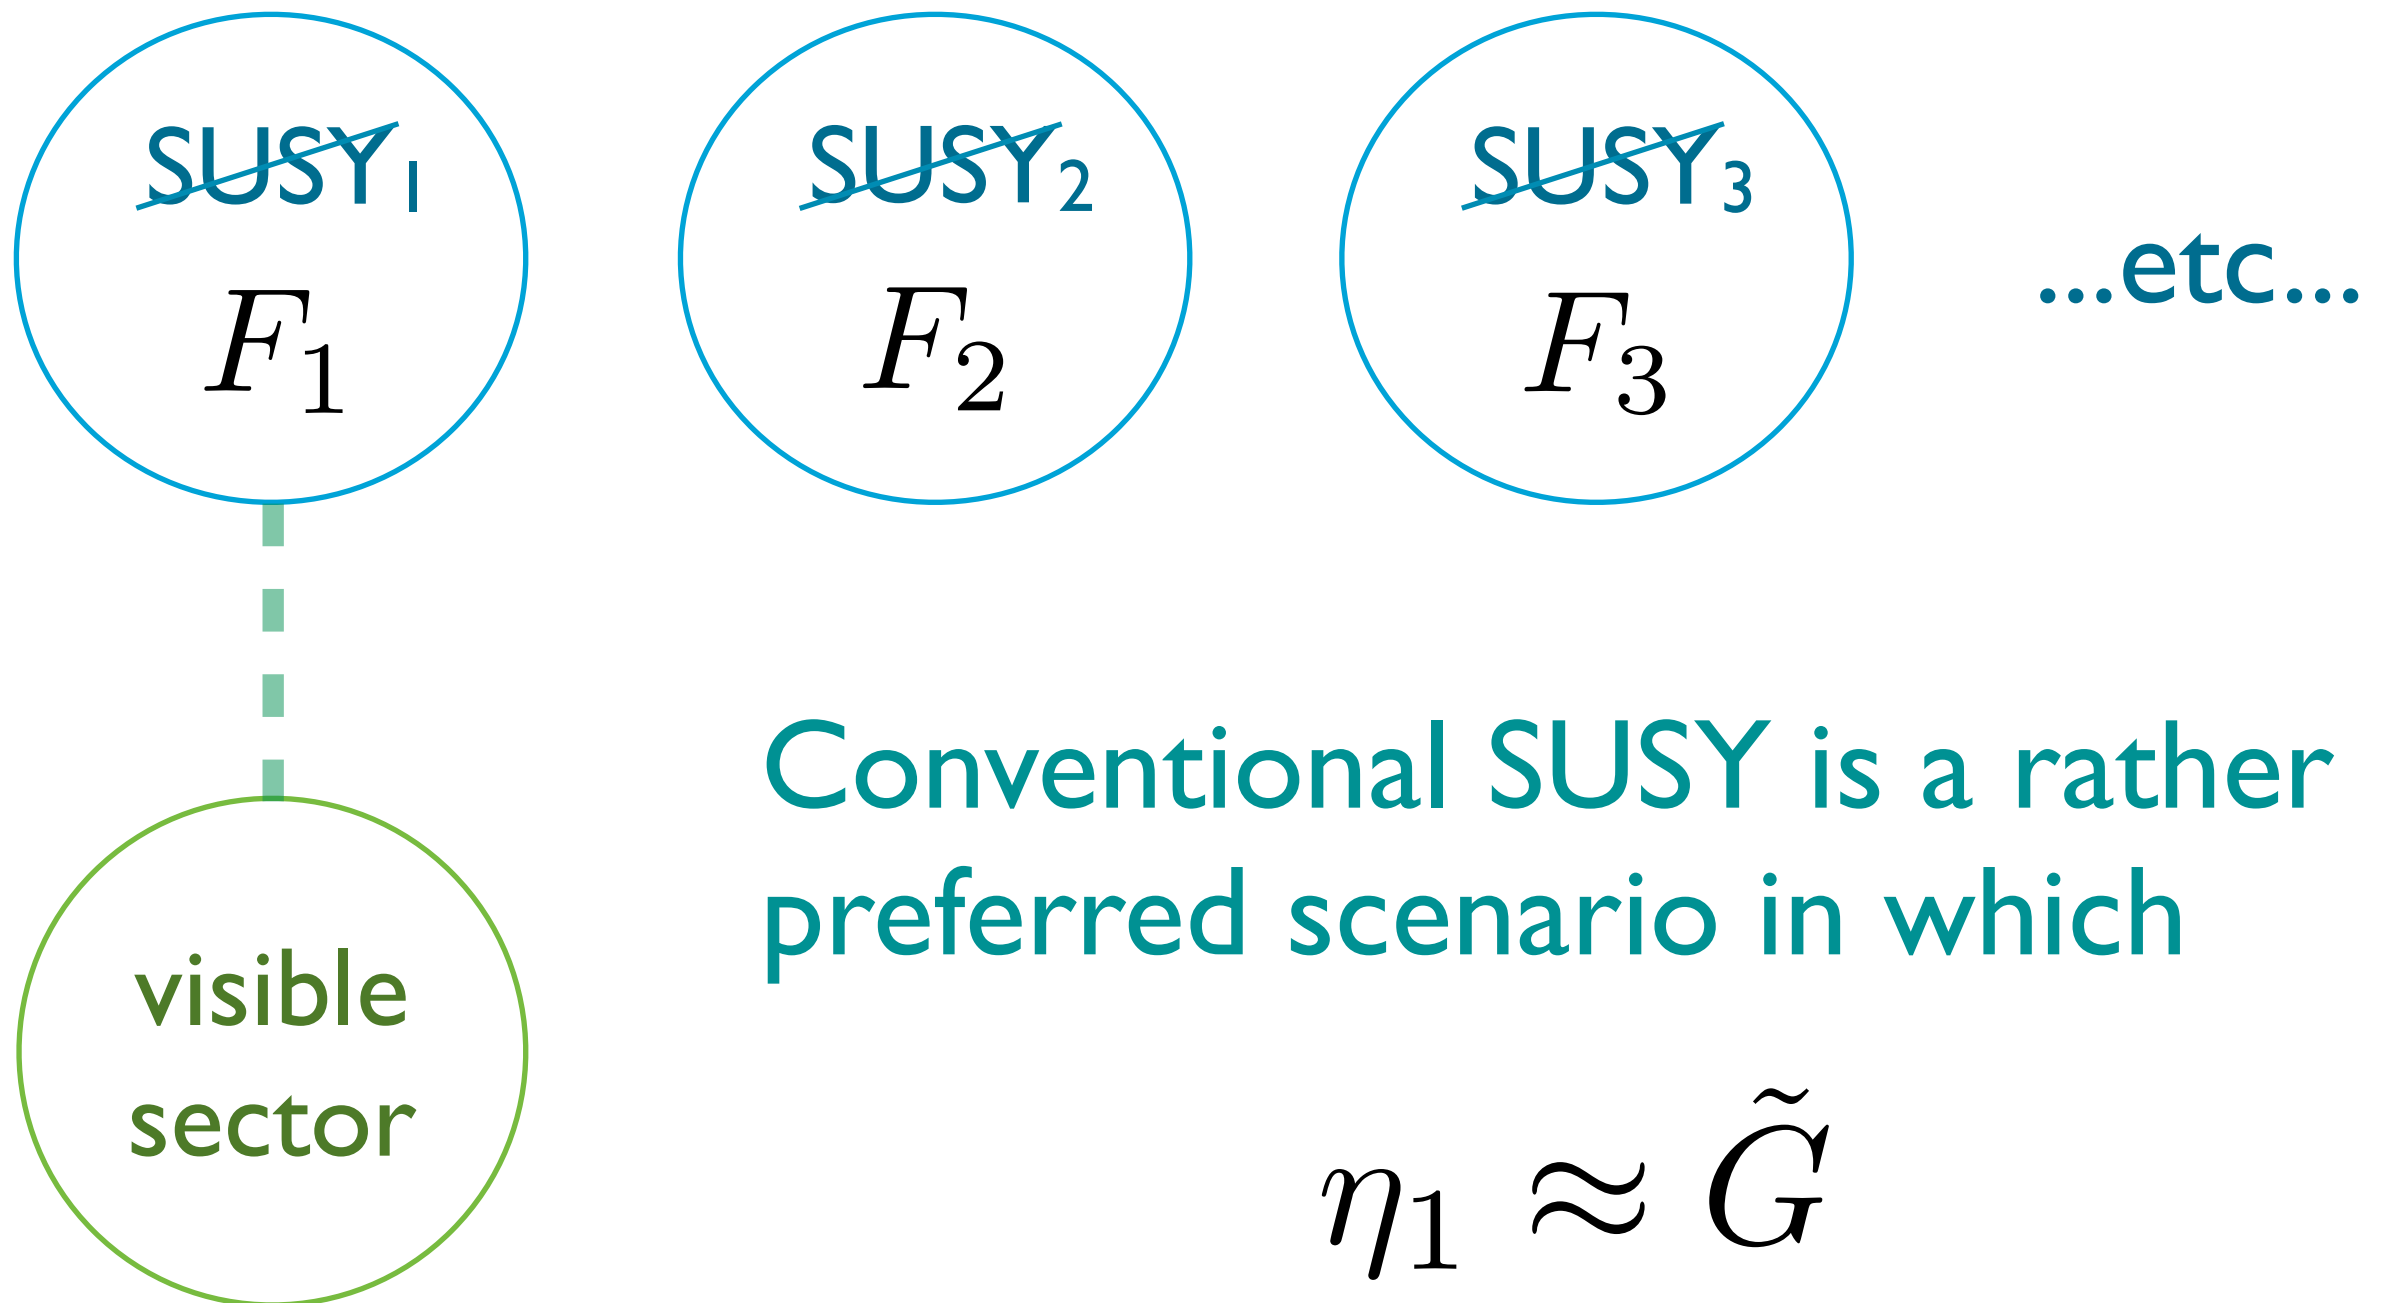 SUSY1 SUSY2 SUSY3
F1 F2 F3
...etc...
Conventional SUSY is a rather
preferred scenario in which
visible
sector
η1 ≈ G̃